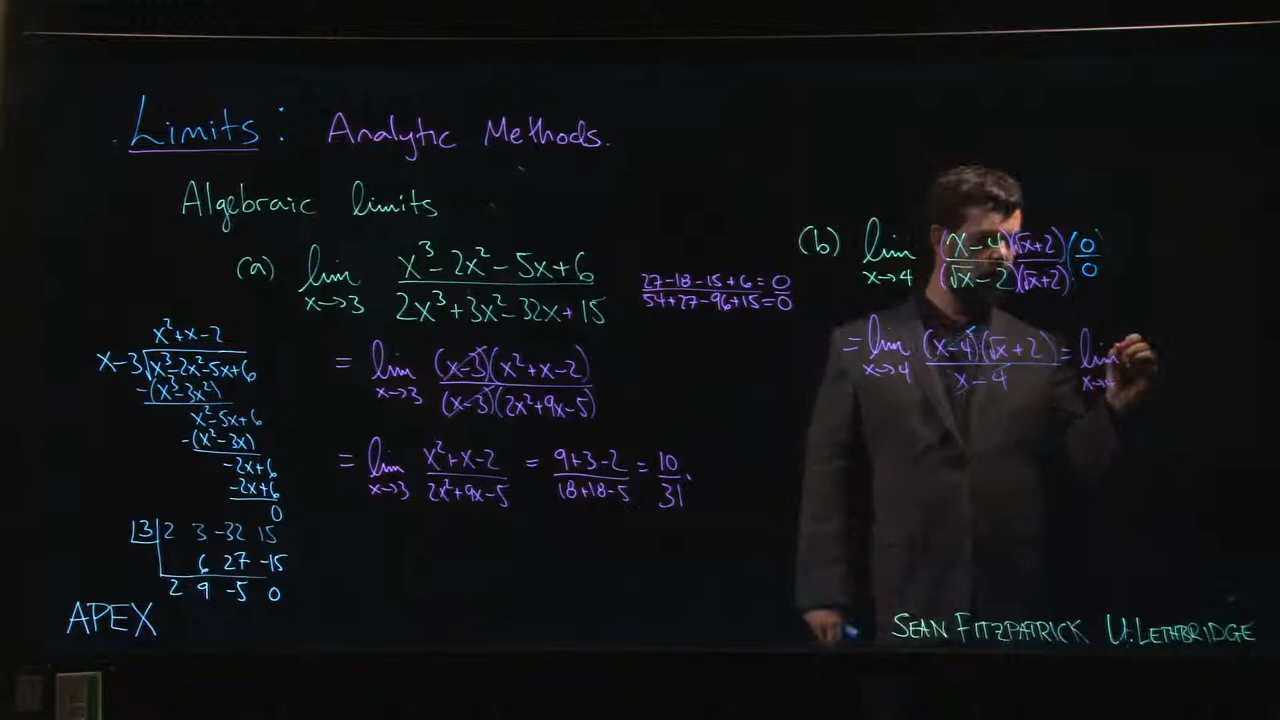 Limits: Analytic Methods.
Algebraic limits
(a) lim x→3 (x³-2x²-5x+6)/(2x³+3x²-32x+15)
(27-18-15+6=0)/(54+27-96+15=0)
= lim x→3 ((x-3)(x²+x-2))/((x-3)(2x²+9x-5))
= lim x→3 (x²+x-2)/(2x²+9x-5) = (9+3-2)/(18+18-5) = 10/31.
x²+x-2
x-3 √x³-2x²-5x+6
-(x³-3x²)
x²-5x+6
-(x²-3x)
-2x+6
-2x+6
0
3 | 2 3 -32 15
6 27 -15
2 9 -5 0
APEX
(b) lim x→4 ((x-4)(√x+2))/((√x-2)(√x+2)) (0/0)
= lim x→4 ((x-4)(√x+2))/(x-4) = lim x→4
SEAN FITZPATRICK U. LETHBRIDGE